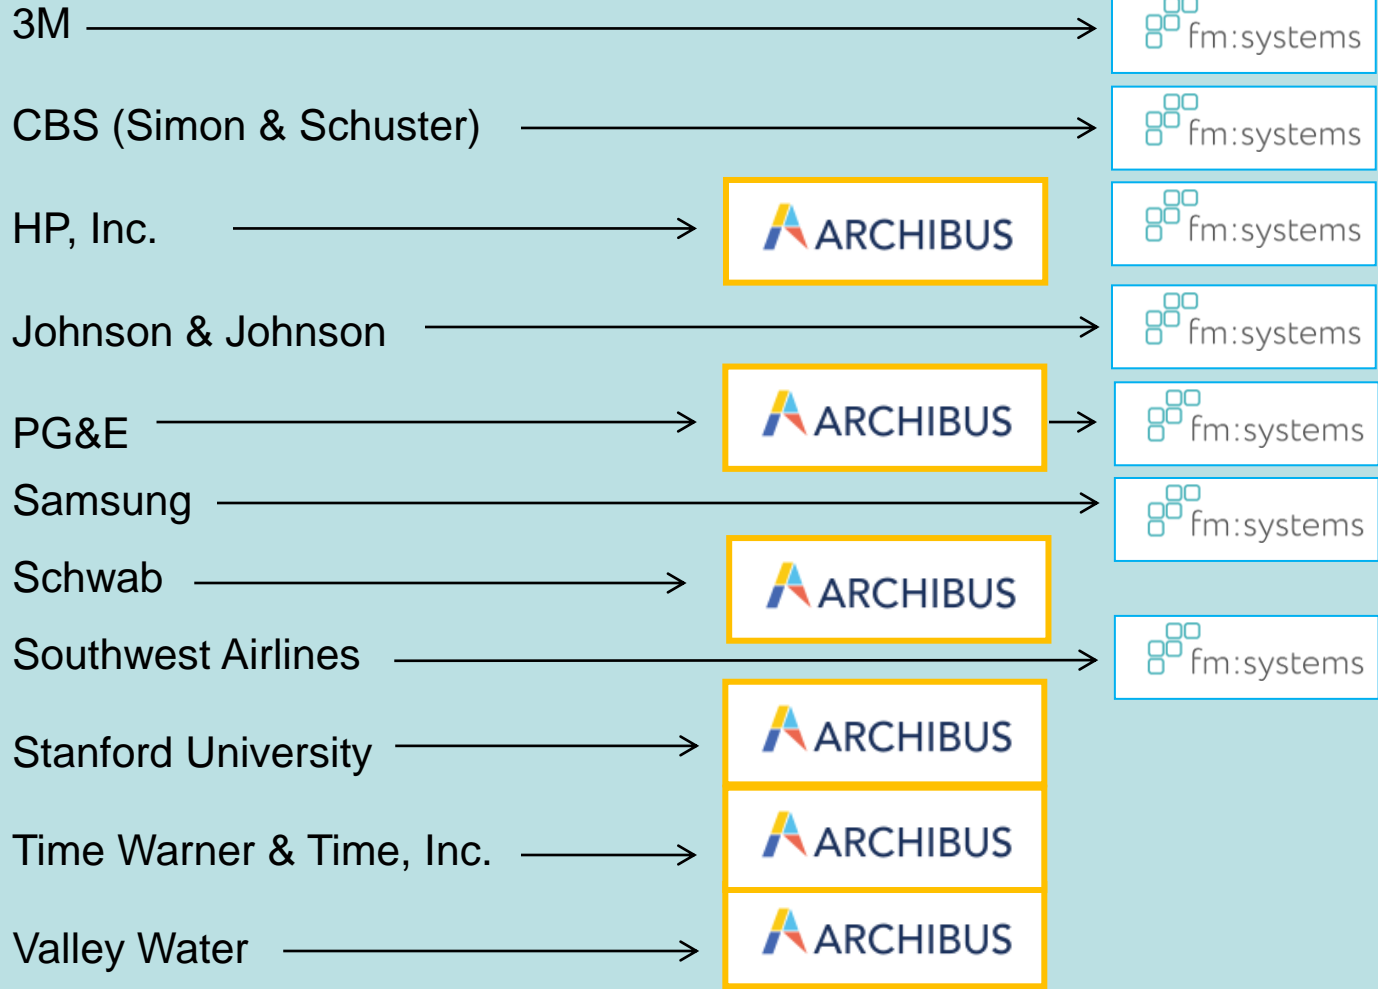 3M fm:systems
CBS (Simon & Schuster) fm:systems
HP, Inc. ARCHIBUS fm:systems
Johnson & Johnson fm:systems
PG&E ARCHIBUS fm:systems
Samsung fm:systems
Schwab ARCHIBUS
Southwest Airlines fm:systems
Stanford University ARCHIBUS
Time Warner & Time, Inc. ARCHIBUS
Valley Water ARCHIBUS